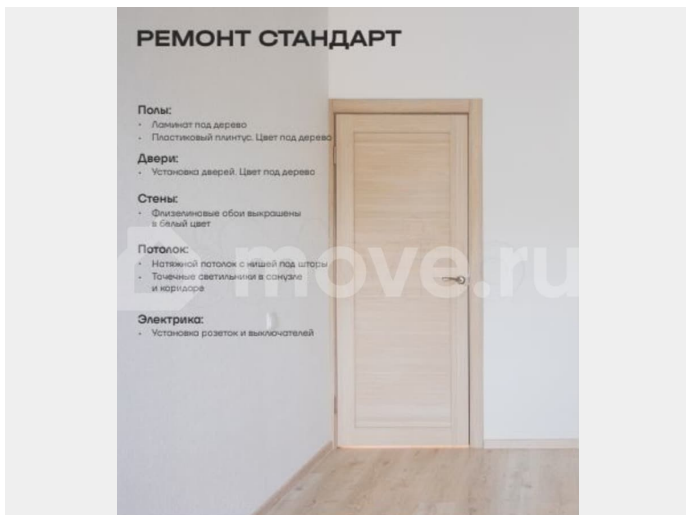 РЕМОНТ СТАНДАРТ
Полы:
• Ламинат под дерево
• Пластиковый плинтус. Цвет под дерево
Двери:
• Установка дверей. Цвет под дерево
Стены:
• Флизелиновые обои выкрашены
в белый цвет
Потолок:
• Натяжной потолок с нишей под шторы
• Точечные светильники в санузле
и коридоре
Электрика:
• Установка розеток и выключателей
move.ru